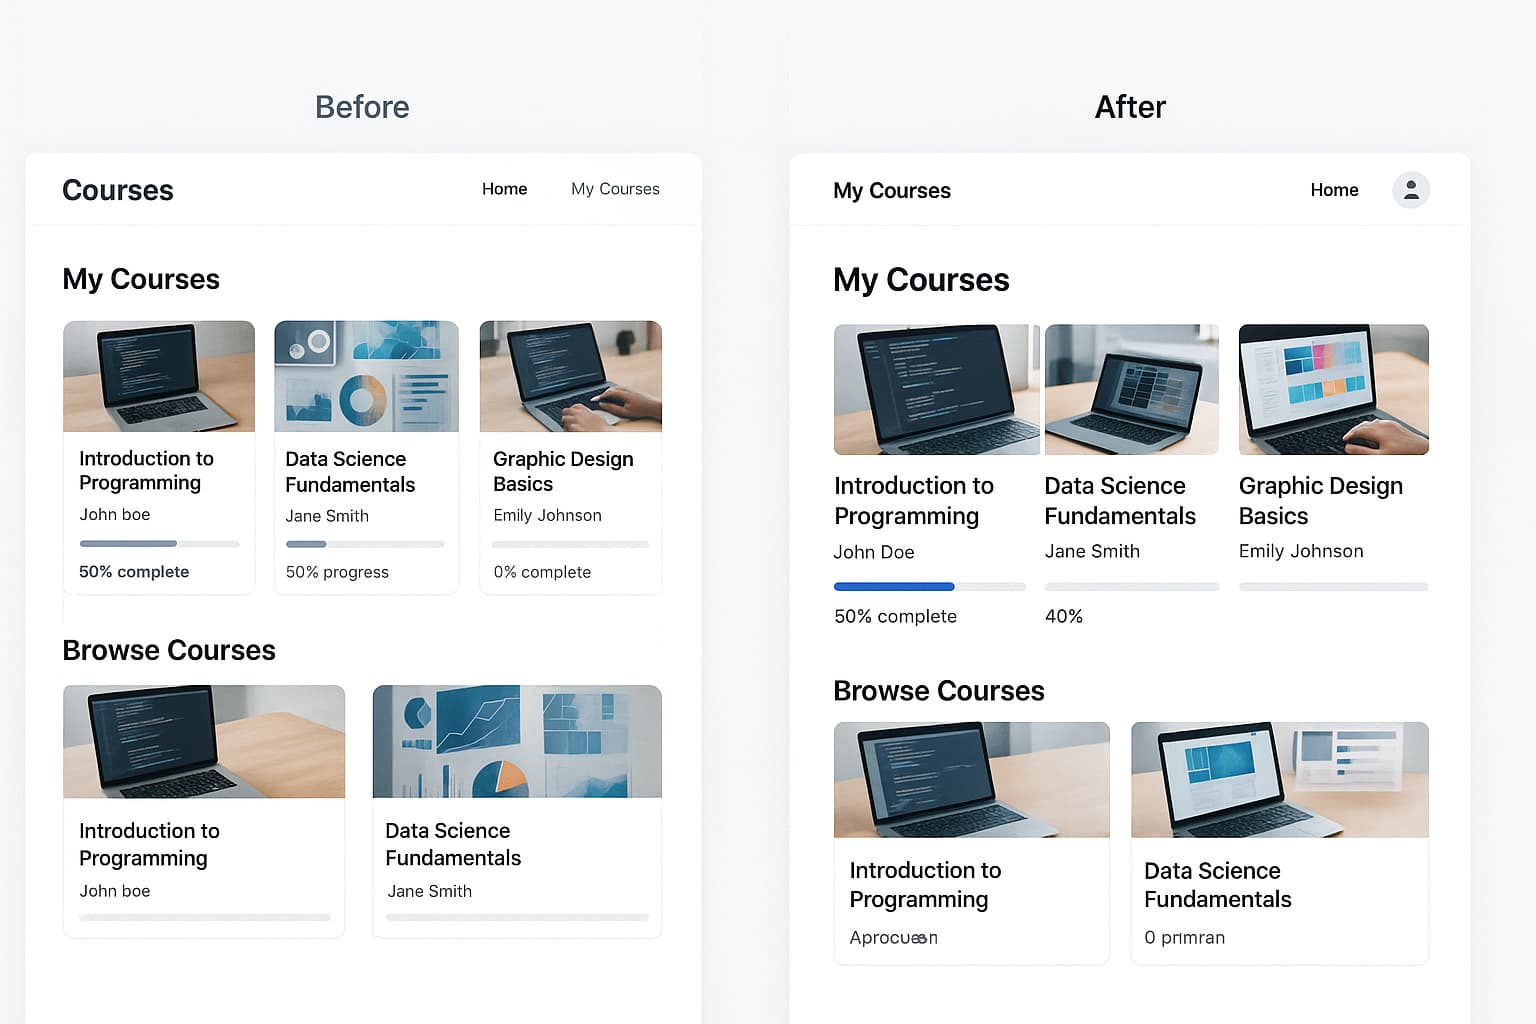 Before
Courses
Home
My Courses
My Courses
Introduction to
Programming
John boe
50% complete
Data Science
Fundamentals
Jane Smith
50% progress
Graphic Design
Basics
Emily Johnson
0% complete
Browse Courses
Introduction to
Programming
John boe
Data Science
Fundamentals
Jane Smith
After
My Courses
Home
My Courses
Introduction to
Programming
John Doe
50% complete
Data Science
Fundamentals
Jane Smith
40%
Graphic Design
Basics
Emily Johnson
Browse Courses
Introduction to
Programming
Data Science
Fundamentals
0